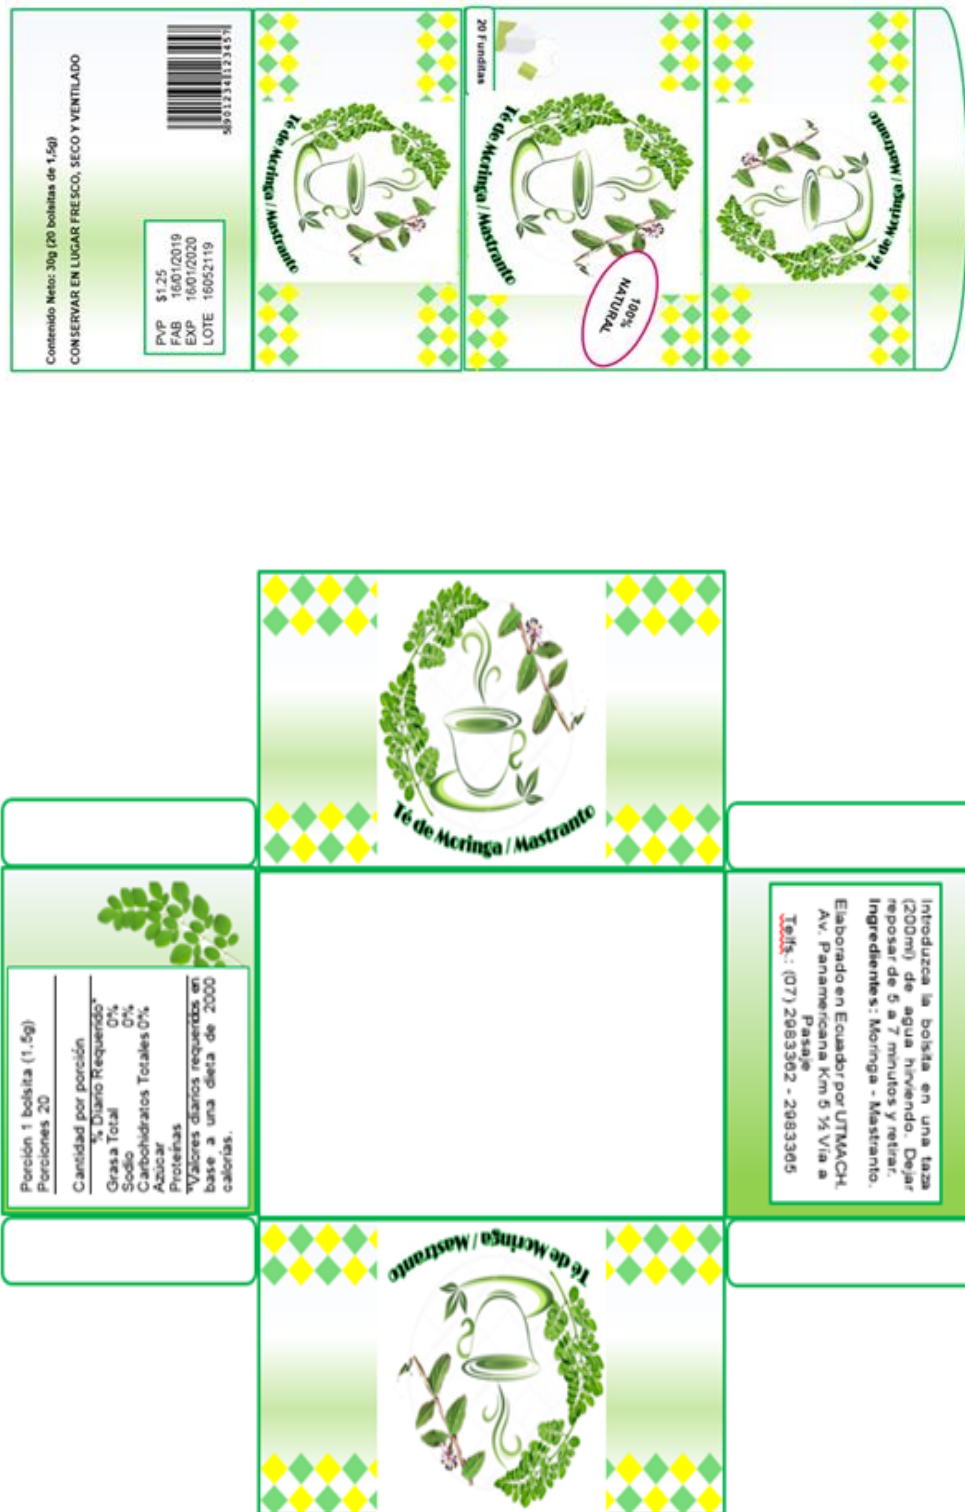 Contenido Neto: 30g (20 bolsitas de 1,5g)
CONSERVAR EN LUGAR FRESCO, SECO Y VENTILADO
5901234123457
PVP $1.25
FAB 16/01/2019
EXP 16/01/2020
LOTE 16052119
Té de Moringa / Mastranto
20 Funditas
Té de Moringa / Mastranto
100%
NATURAL
Té de Moringa / Mastranto
Té de Moringa / Mastranto
Porción 1 bolsita (1.5g)
Porciones 20
Cantidad por porción
% Diario Requerido*
Grasa Total 0%
Sodio 0%
Carbohidratos Totales 0%
Azúcar
Proteínas
*Valores diarios requeridos en
base a una dieta de 2000
calorías.
Introduzca la bolsita en una taza
(200ml) de agua hirviendo. Dejar
reposar de 5 a 7 minutos y retirar.
Ingredientes: Moringa - Mastranto.
Elaborado en Ecuador por UTMACH.
Av. Panamericana Km 5 ½ Vía a
Pasaje
Telfs.: (07) 2983362 - 2983365
Té de Moringa / Mastranto